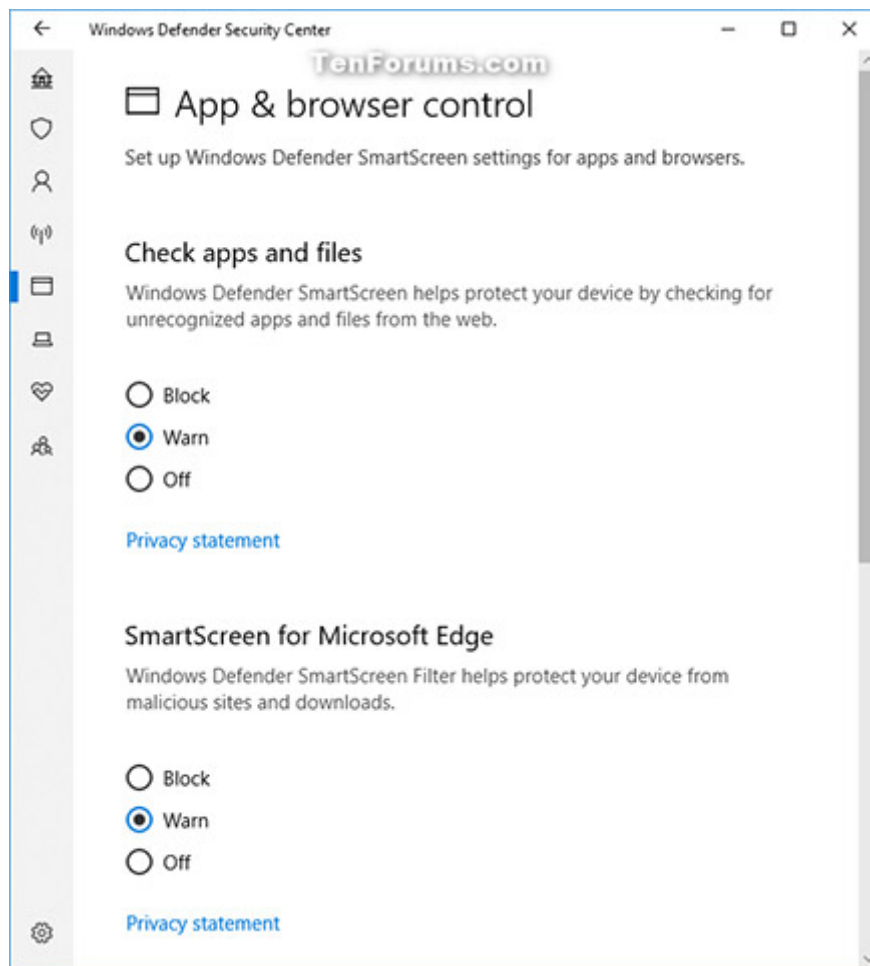 Windows Defender Security Center
TenForums.com
App & browser control
Set up Windows Defender SmartScreen settings for apps and browsers.
Check apps and files
Windows Defender SmartScreen helps protect your device by checking for
unrecognized apps and files from the web.
Block
Warn
Off
Privacy statement
SmartScreen for Microsoft Edge
Windows Defender SmartScreen Filter helps protect your device from
malicious sites and downloads.
Block
Warn
Off
Privacy statement